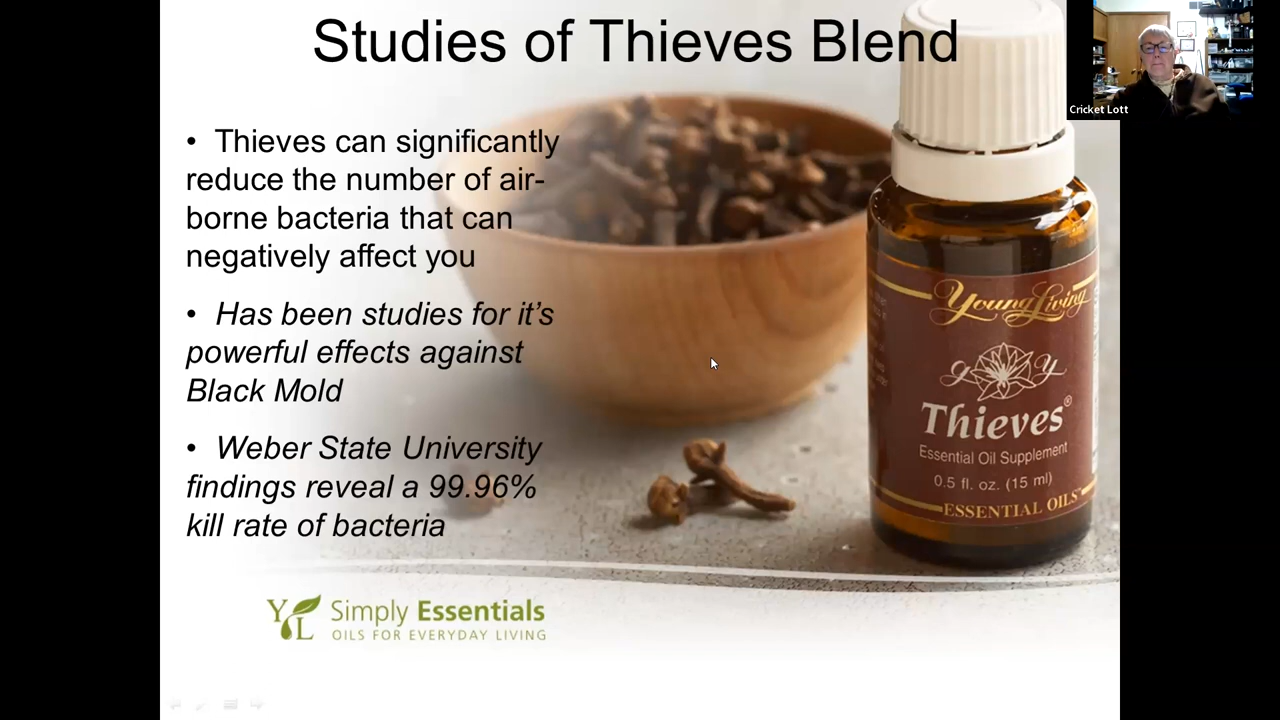 Studies of Thieves Blend
Cricket Lott
• Thieves can significantly
reduce the number of air-
borne bacteria that can
negatively affect you
• Has been studies for it’s
powerful effects against
Black Mold
• Weber State University
findings reveal a 99.96%
kill rate of bacteria
Young Living
g y
Thieves®
Essential Oil Supplement
0.5 fl. oz. (15 ml)
ESSENTIAL OILS
YL Simply Essentials
OILS FOR EVERYDAY LIVING